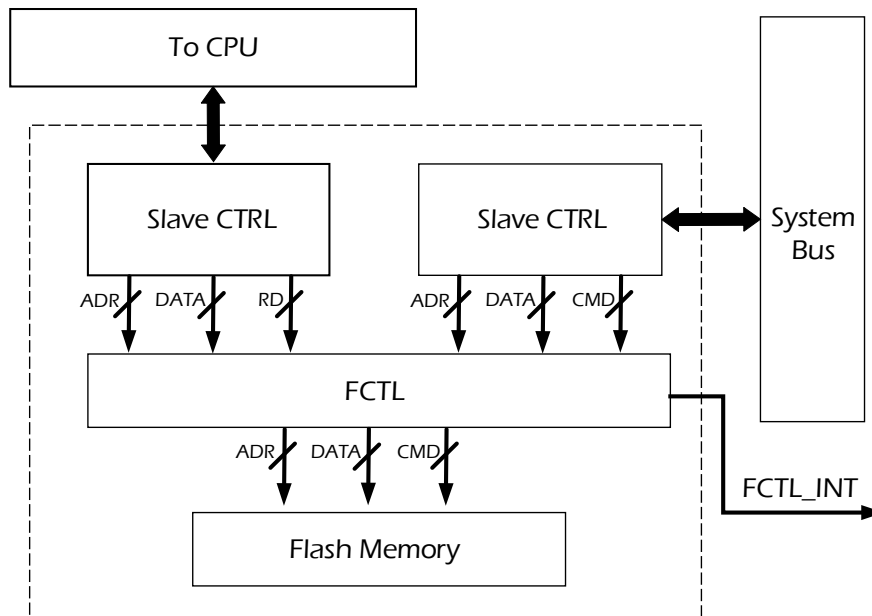 To CPU
Slave CTRL
Slave CTRL
System
Bus
ADR
DATA
RD
ADR
DATA
CMD
FCTL
ADR
DATA
CMD
FCTL_INT
Flash Memory